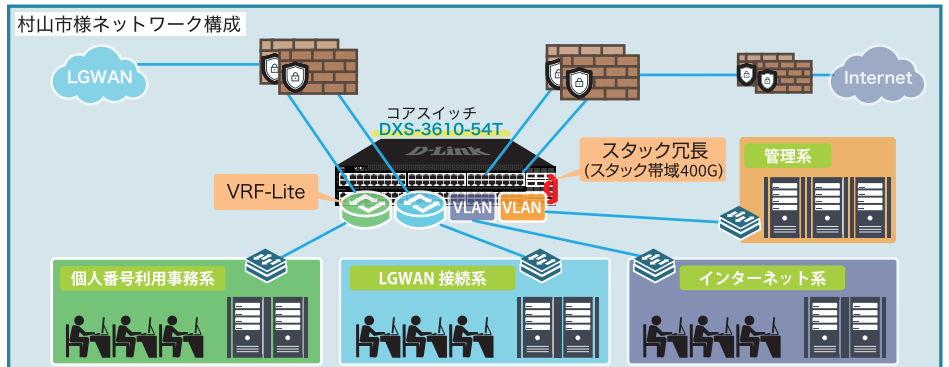 村山市様ネットワーク構成
LGWAN
Internet
コアスイッチ
DXS-3610-54T
D-Link
スタック冗長
(スタック帯域400G)
管理系
VRF-Lite
VLAN
VLAN
個人番号利用事務系
LGWAN 接続系
インターネット系